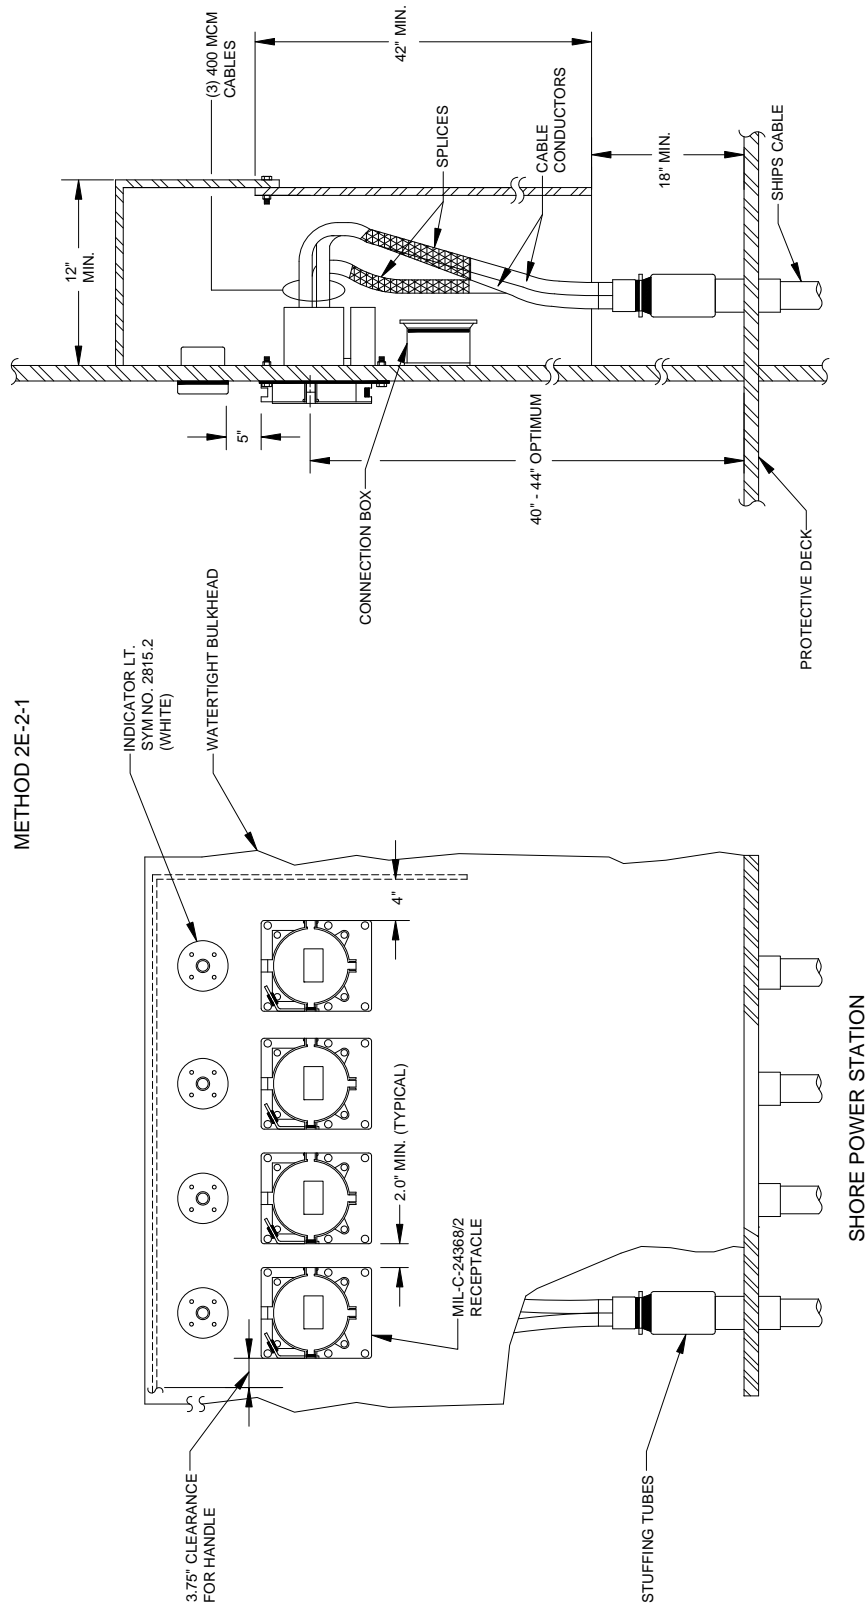 METHOD 2E-2-1
INDICATOR LT.
SYM NO. 2815.2
(WHITE)
WATERTIGHT BULKHEAD
3.75" CLEARANCE
FOR HANDLE
4"
2.0" MIN. (TYPICAL)
MIL-C-24368/2
RECEPTACLE
STUFFING TUBES
(3) 400 MCM
CABLES
12"
MIN.
42" MIN.
5"
SPLICES
CABLE
CONDUCTORS
CONNECTION BOX
40" - 44" OPTIMUM
18" MIN.
SHIPS CABLE
PROTECTIVE DECK
SHORE POWER STATION